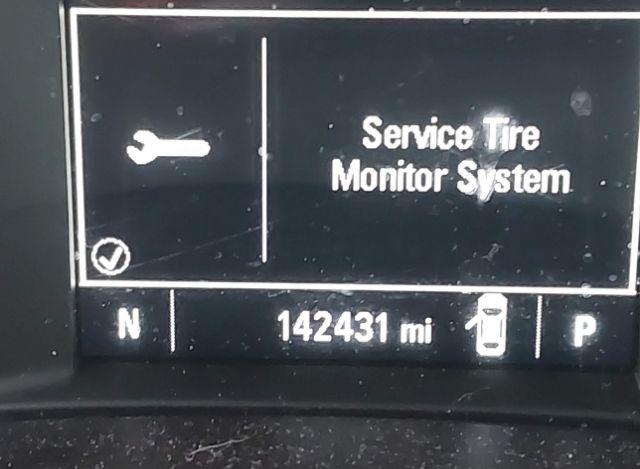 Service Tire
Monitor System
N
142431 mi
P